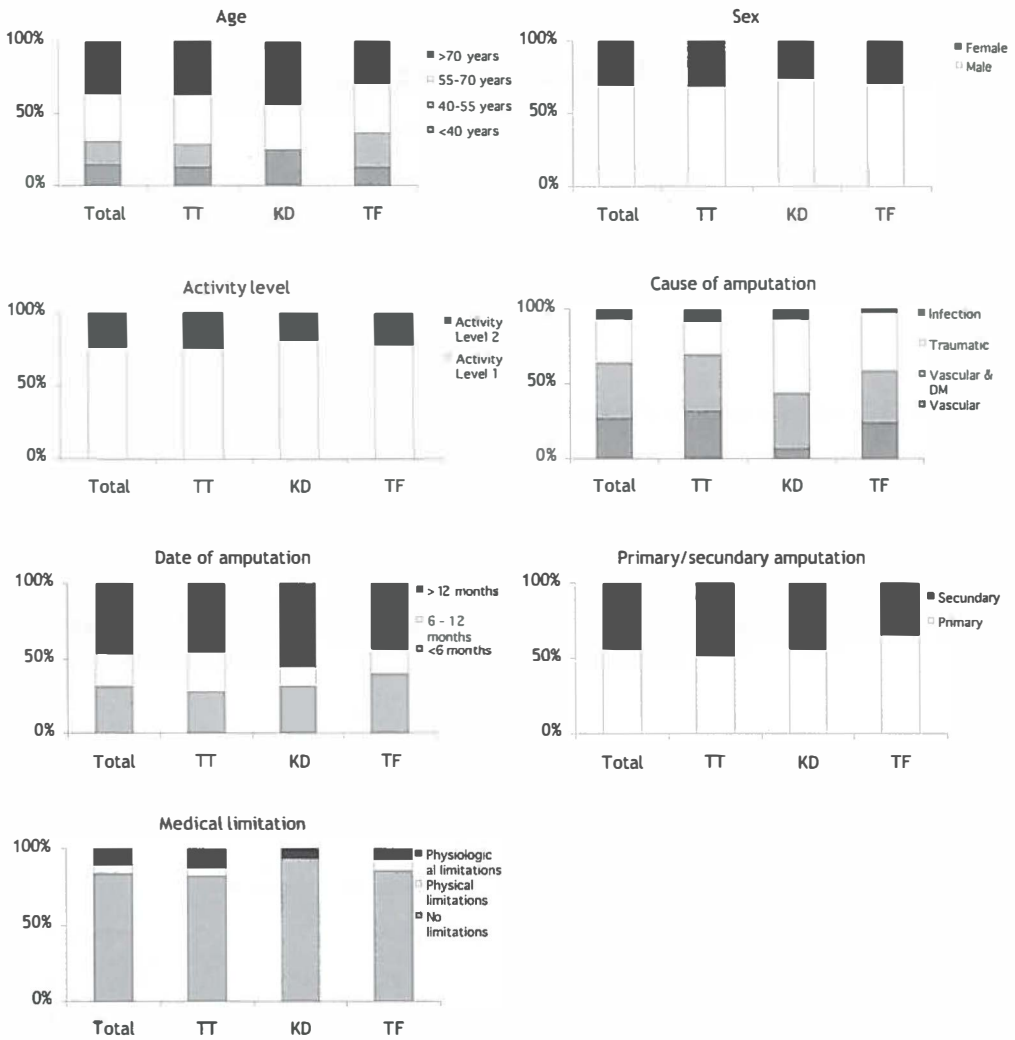 Age
100%
50%
0%
Total TT KD TF
>70 years
55-70 years
40-55 years
<40 years
Sex
100%
50%
0%
Total TT KD TF
Female
Male
Activity level
100%
50%
0%
Total TT KD TF
Activity
Level 2
Activity
Level 1
Cause of amputation
100%
50%
0%
Total TT KD TF
Infection
Traumatic
Vascular &
DM
Vascular
Date of amputation
100%
50%
0%
Total TT KD TF
> 12 months
6 - 12
months
<6 months
Primary/secundary amputation
100%
50%
0%
Total TT KD TF
Secundary
Primary
Medical limitation
100%
50%
0%
Total TT KD TF
Physiologic
al limitations
Physical
limitations
No
limitations